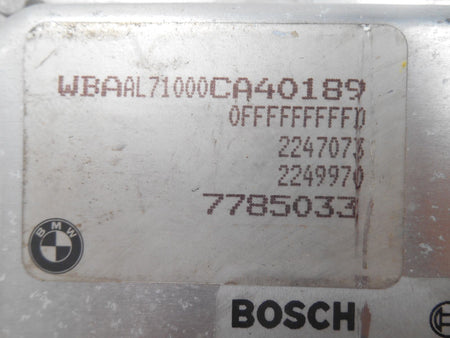 WBAAL71000CA40189
0FFFFFFFFFD
2247073
2249970
7785033
BMW
BOSCH